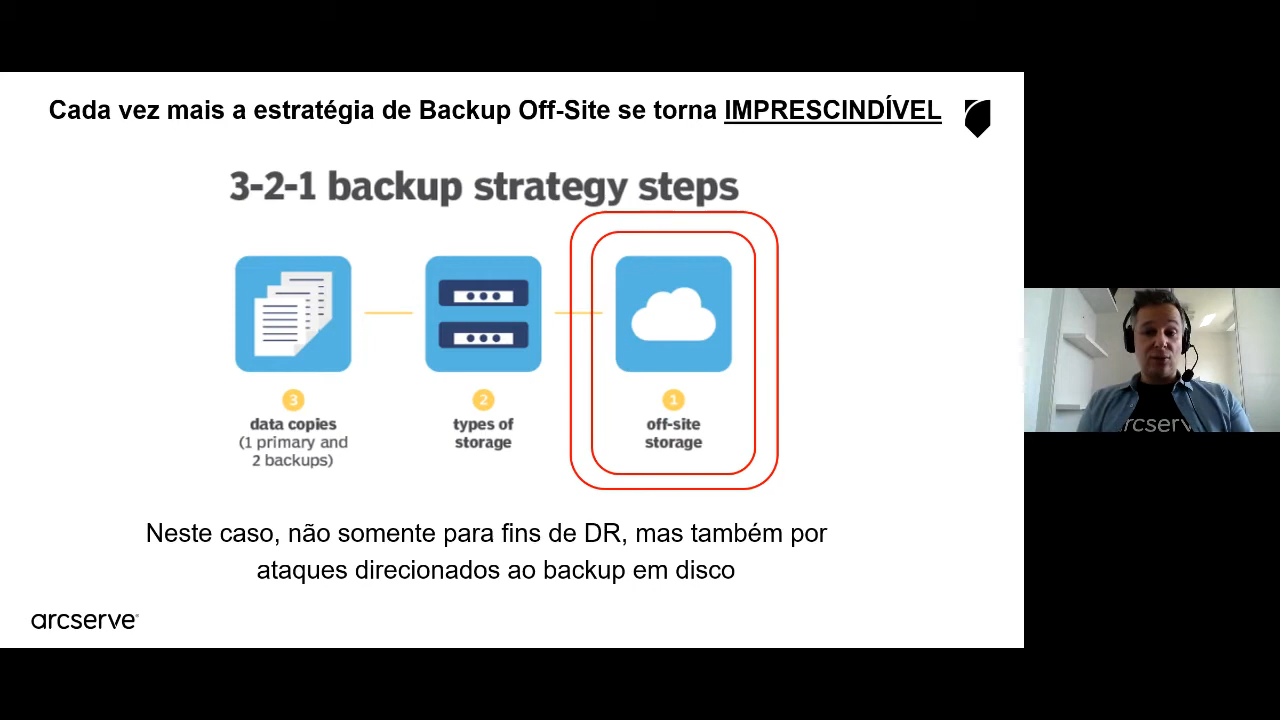 Cada vez mais a estratégia de Backup Off-Site se torna IMPRESCINDÍVEL
3-2-1 backup strategy steps
3
data copies
(1 primary and
2 backups)
2
types of
storage
1
off-site
storage
Neste caso, não somente para fins de DR, mas também por
ataques direcionados ao backup em disco
arcserve®
rcserv